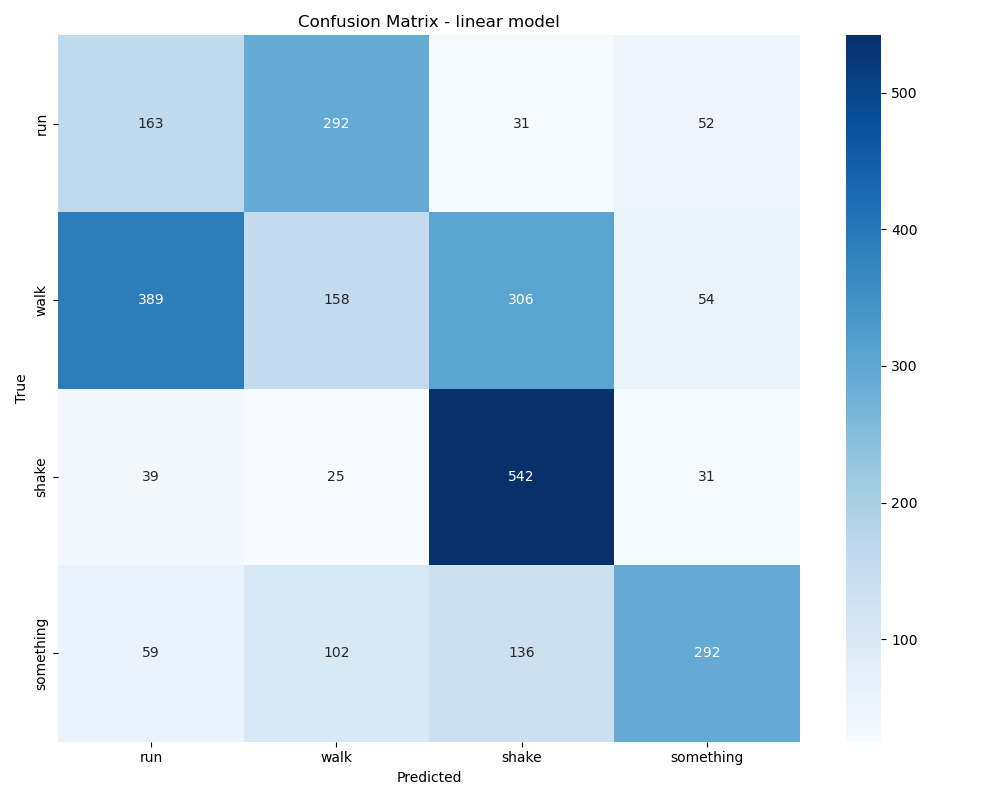 Confusion Matrix - linear model
run
163 292 31 52
walk
389 158 306 54
shake
39 25 542 31
something
59 102 136 292
True
run walk shake something
Predicted
500
400
300
200
100